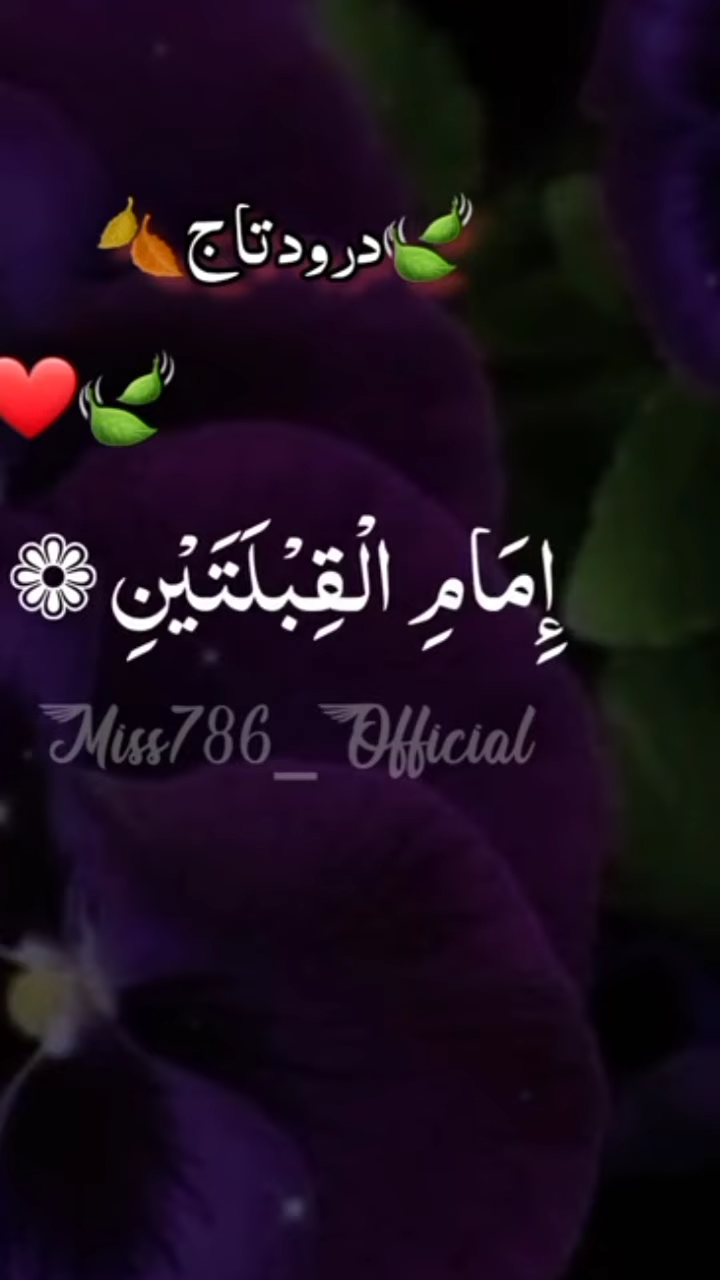 🍃درود تاج🍂
❤️🍃
إِمَامِ الْقِبْلَتَيْنِ ❁
Miss786_ Official